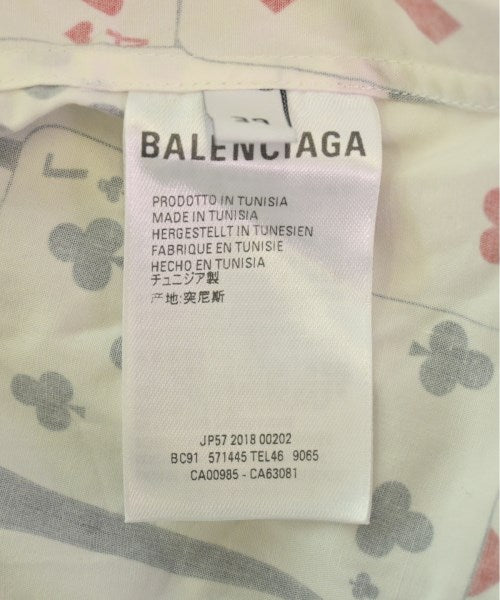 BALENCIAGA
PRODOTTO IN TUNISIA
MADE IN TUNISIA
HERGESTELLT IN TUNESIEN
FABRIQUE EN TUNISIE
HECHO EN TUNISIA
チュニジア製
产地:突尼斯
JP57 2018 00202
BC91 571445 TEL46 9065
CA00985 - CA63081